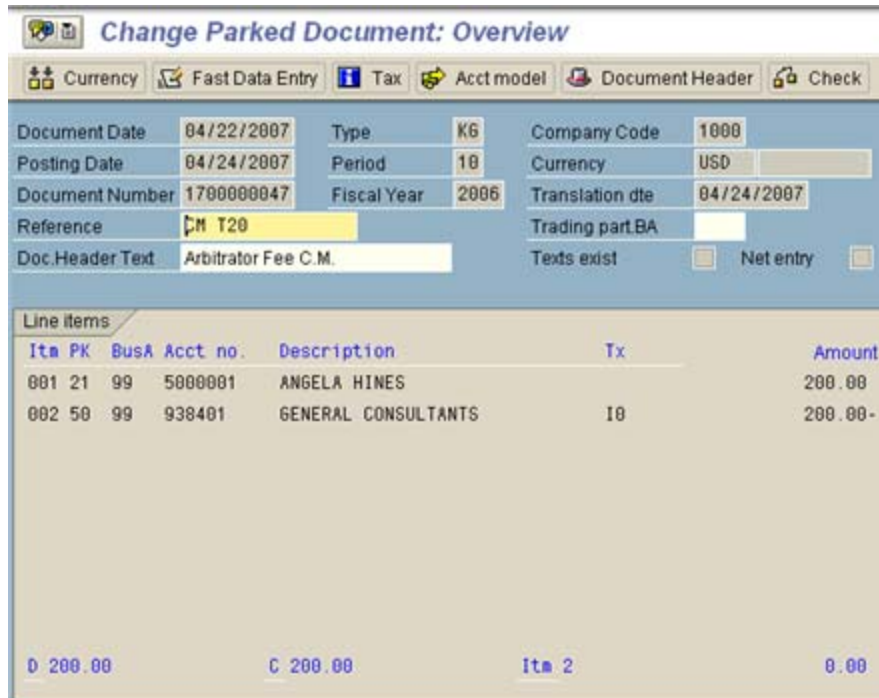 Change Parked Document: Overview
Currency Fast Data Entry Tax Acct model Document Header Check
Document Date 04/22/2007 Type KG Company Code 1000
Posting Date 04/24/2007 Period 10 Currency USD
Document Number 1700000047 Fiscal Year 2006 Translation dte 04/24/2007
Reference CM T20 Trading part.BA
Doc.Header Text Arbitrator Fee C.M. Texts exist Net entry
Line items
Itm PK BusA Acct no. Description Tx Amount
001 21 99 5000001 ANGELA HINES 200.00
002 50 99 938401 GENERAL CONSULTANTS I0 200.00-
D 200.00 C 200.00 Itm 2 0.00